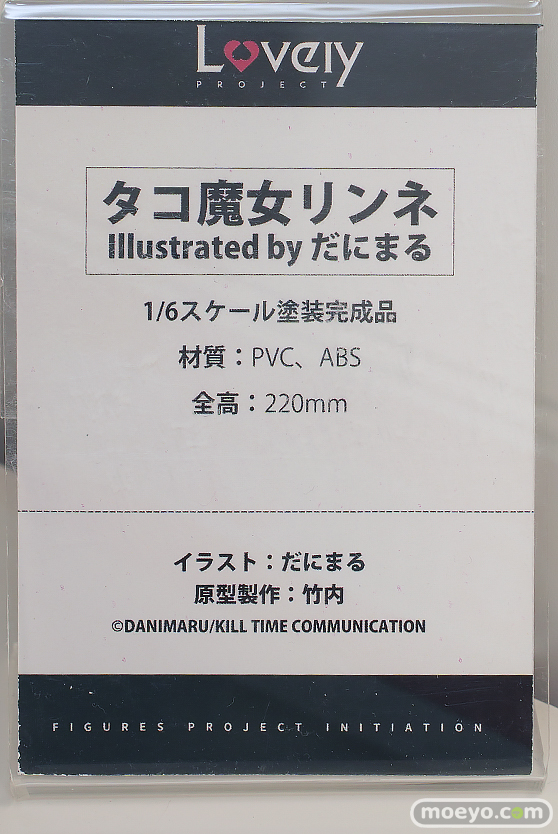 Lovely
PROJECT
タコ魔女リンネ
Illustrated by だにまる
1/6スケール塗装完成品
材質：PVC、ABS
全高：220mm
イラスト：だにまる
原型製作：竹内
©DANIMARU/KILL TIME COMMUNICATION
FIGURES PROJECT INITIATION
moeyo.com